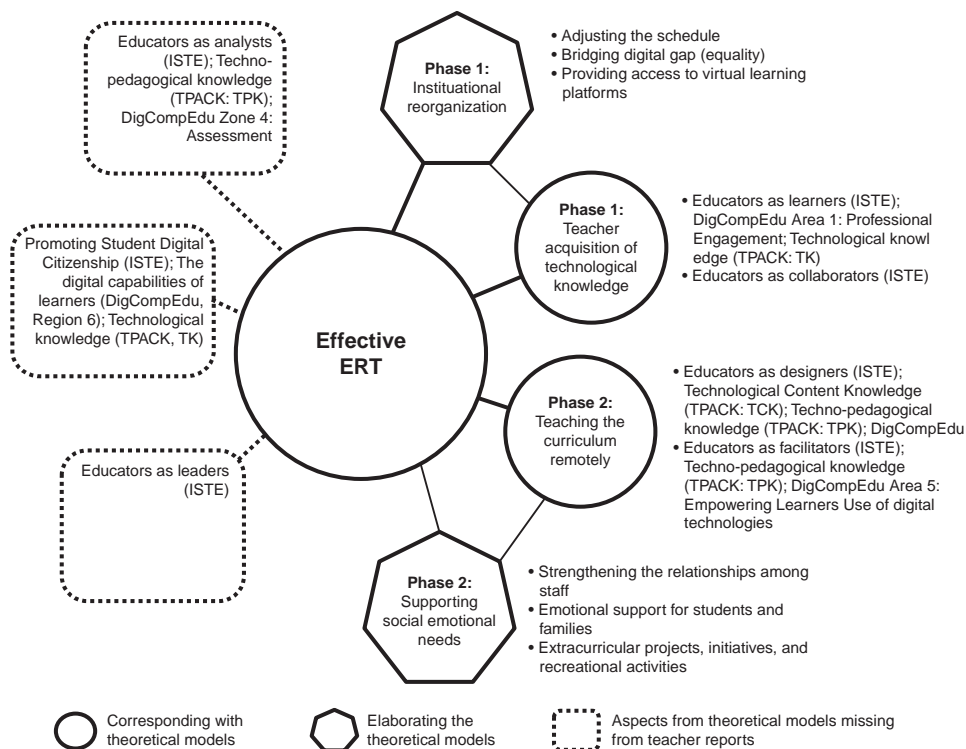 Educators as analysts
(ISTE); Techno-
pedagogical knowledge
(TPACK: TPK);
DigCompEdu Zone 4:
Assessment
Promoting Student Digital
Citizenship (ISTE); The
digital capabilities of
learners (DigCompEdu,
Region 6); Technological
knowledge (TPACK, TK)
Educators as leaders
(ISTE)
Effective
ERT
Phase 1:
Instituational
reorganization
• Adjusting the schedule
• Bridging digital gap (equality)
• Providing access to virtual learning
platforms
Phase 1:
Teacher
acquisition of
technological
knowledge
• Educators as learners (ISTE);
DigCompEdu Area 1: Professional
Engagement; Technological knowl
edge (TPACK: TK)
• Educators as collaborators (ISTE)
Phase 2:
Teaching the
curriculum
remotely
• Educators as designers (ISTE);
Technological Content Knowledge
(TPACK: TCK); Techno-pedagogical
knowledge (TPACK: TPK); DigCompEdu
• Educators as facilitators (ISTE);
Techno-pedagogical knowledge
(TPACK: TPK); DigCompEdu Area 5:
Empowering Learners Use of digital
technologies
Phase 2:
Supporting
social emotional
needs
• Strengthening the relationships among
staff
• Emotional support for students and
families
• Extracurricular projects, initiatives, and
recreational activities
Corresponding with
theoretical models
Elaborating the
theoretical models
Aspects from theoretical models missing
from teacher reports